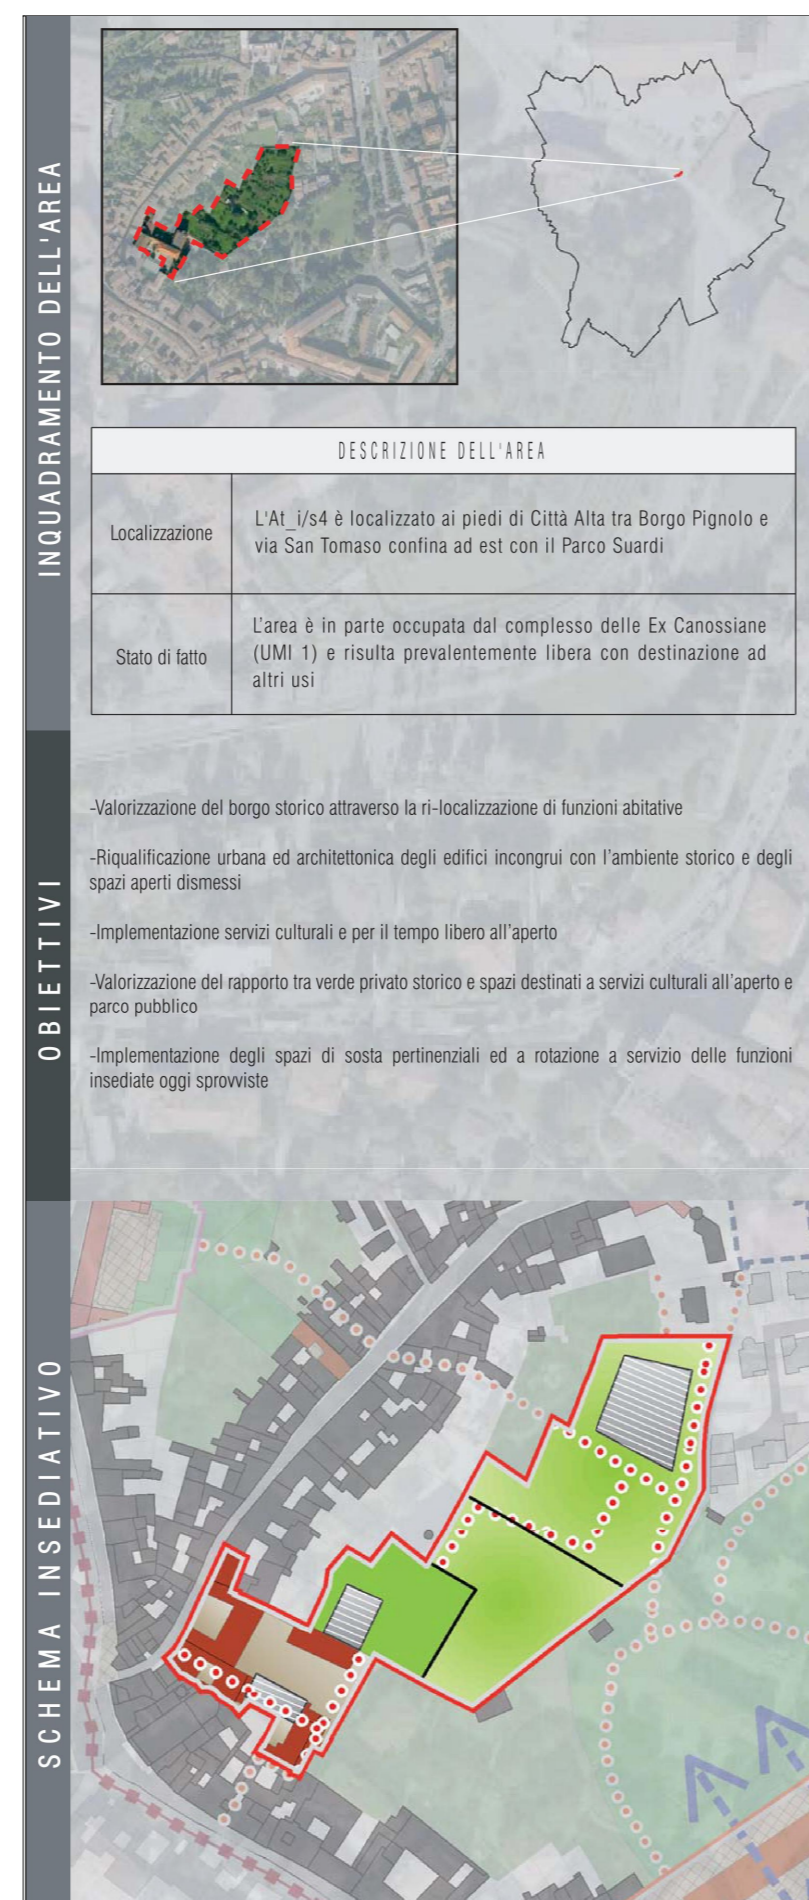 INQUADRAMENTO DELL'AREA
DESCRIZIONE DELL'AREA
Localizzazione
L'At_i/s4 è localizzato ai piedi di Città Alta tra Borgo Pignolo e
via San Tomaso confina ad est con il Parco Suardi
Stato di fatto
L'area è in parte occupata dal complesso delle Ex Canossiane
(UMI 1) e risulta prevalentemente libera con destinazione ad
altri usi
OBIETTIVI
-Valorizzazione del borgo storico attraverso la ri-localizzazione di funzioni abitative
-Riqualificazione urbana ed architettonica degli edifici incongrui con l'ambiente storico e degli
spazi aperti dismessi
-Implementazione servizi culturali e per il tempo libero all'aperto
-Valorizzazione del rapporto tra verde privato storico e spazi destinati a servizi culturali all'aperto e
parco pubblico
-Implementazione degli spazi di sosta pertinenziali ed a rotazione a servizio delle funzioni
insediate oggi sprovviste
SCHEMA INSEDIATIVO